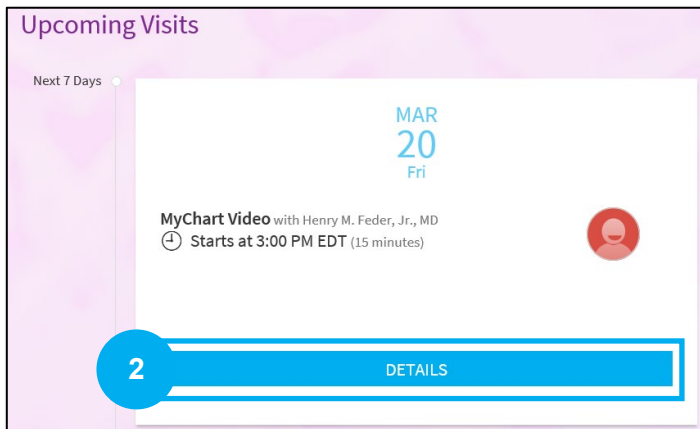 Upcoming Visits
Next 7 Days
MAR
20
Fri
MyChart Video with Henry M. Feder, Jr., MD
Starts at 3:00 PM EDT (15 minutes)
2
DETAILS